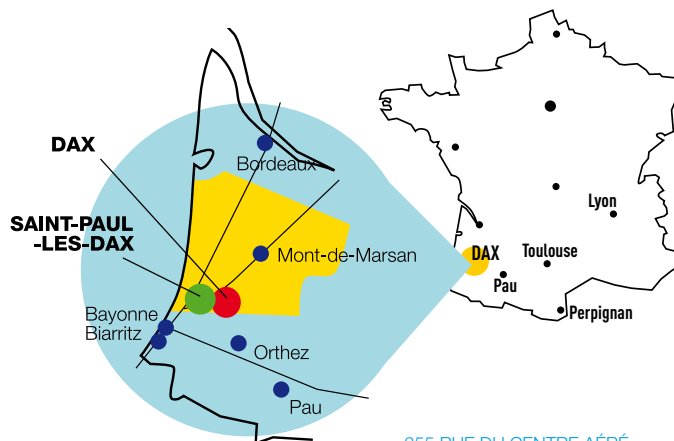 DAX
Bordeaux
SAINT-PAUL
-LES-DAX
Mont-de-Marsan
Bayonne
Biarritz
Orthez
Pau
Lyon
DAX
Toulouse
Pau
Perpignan